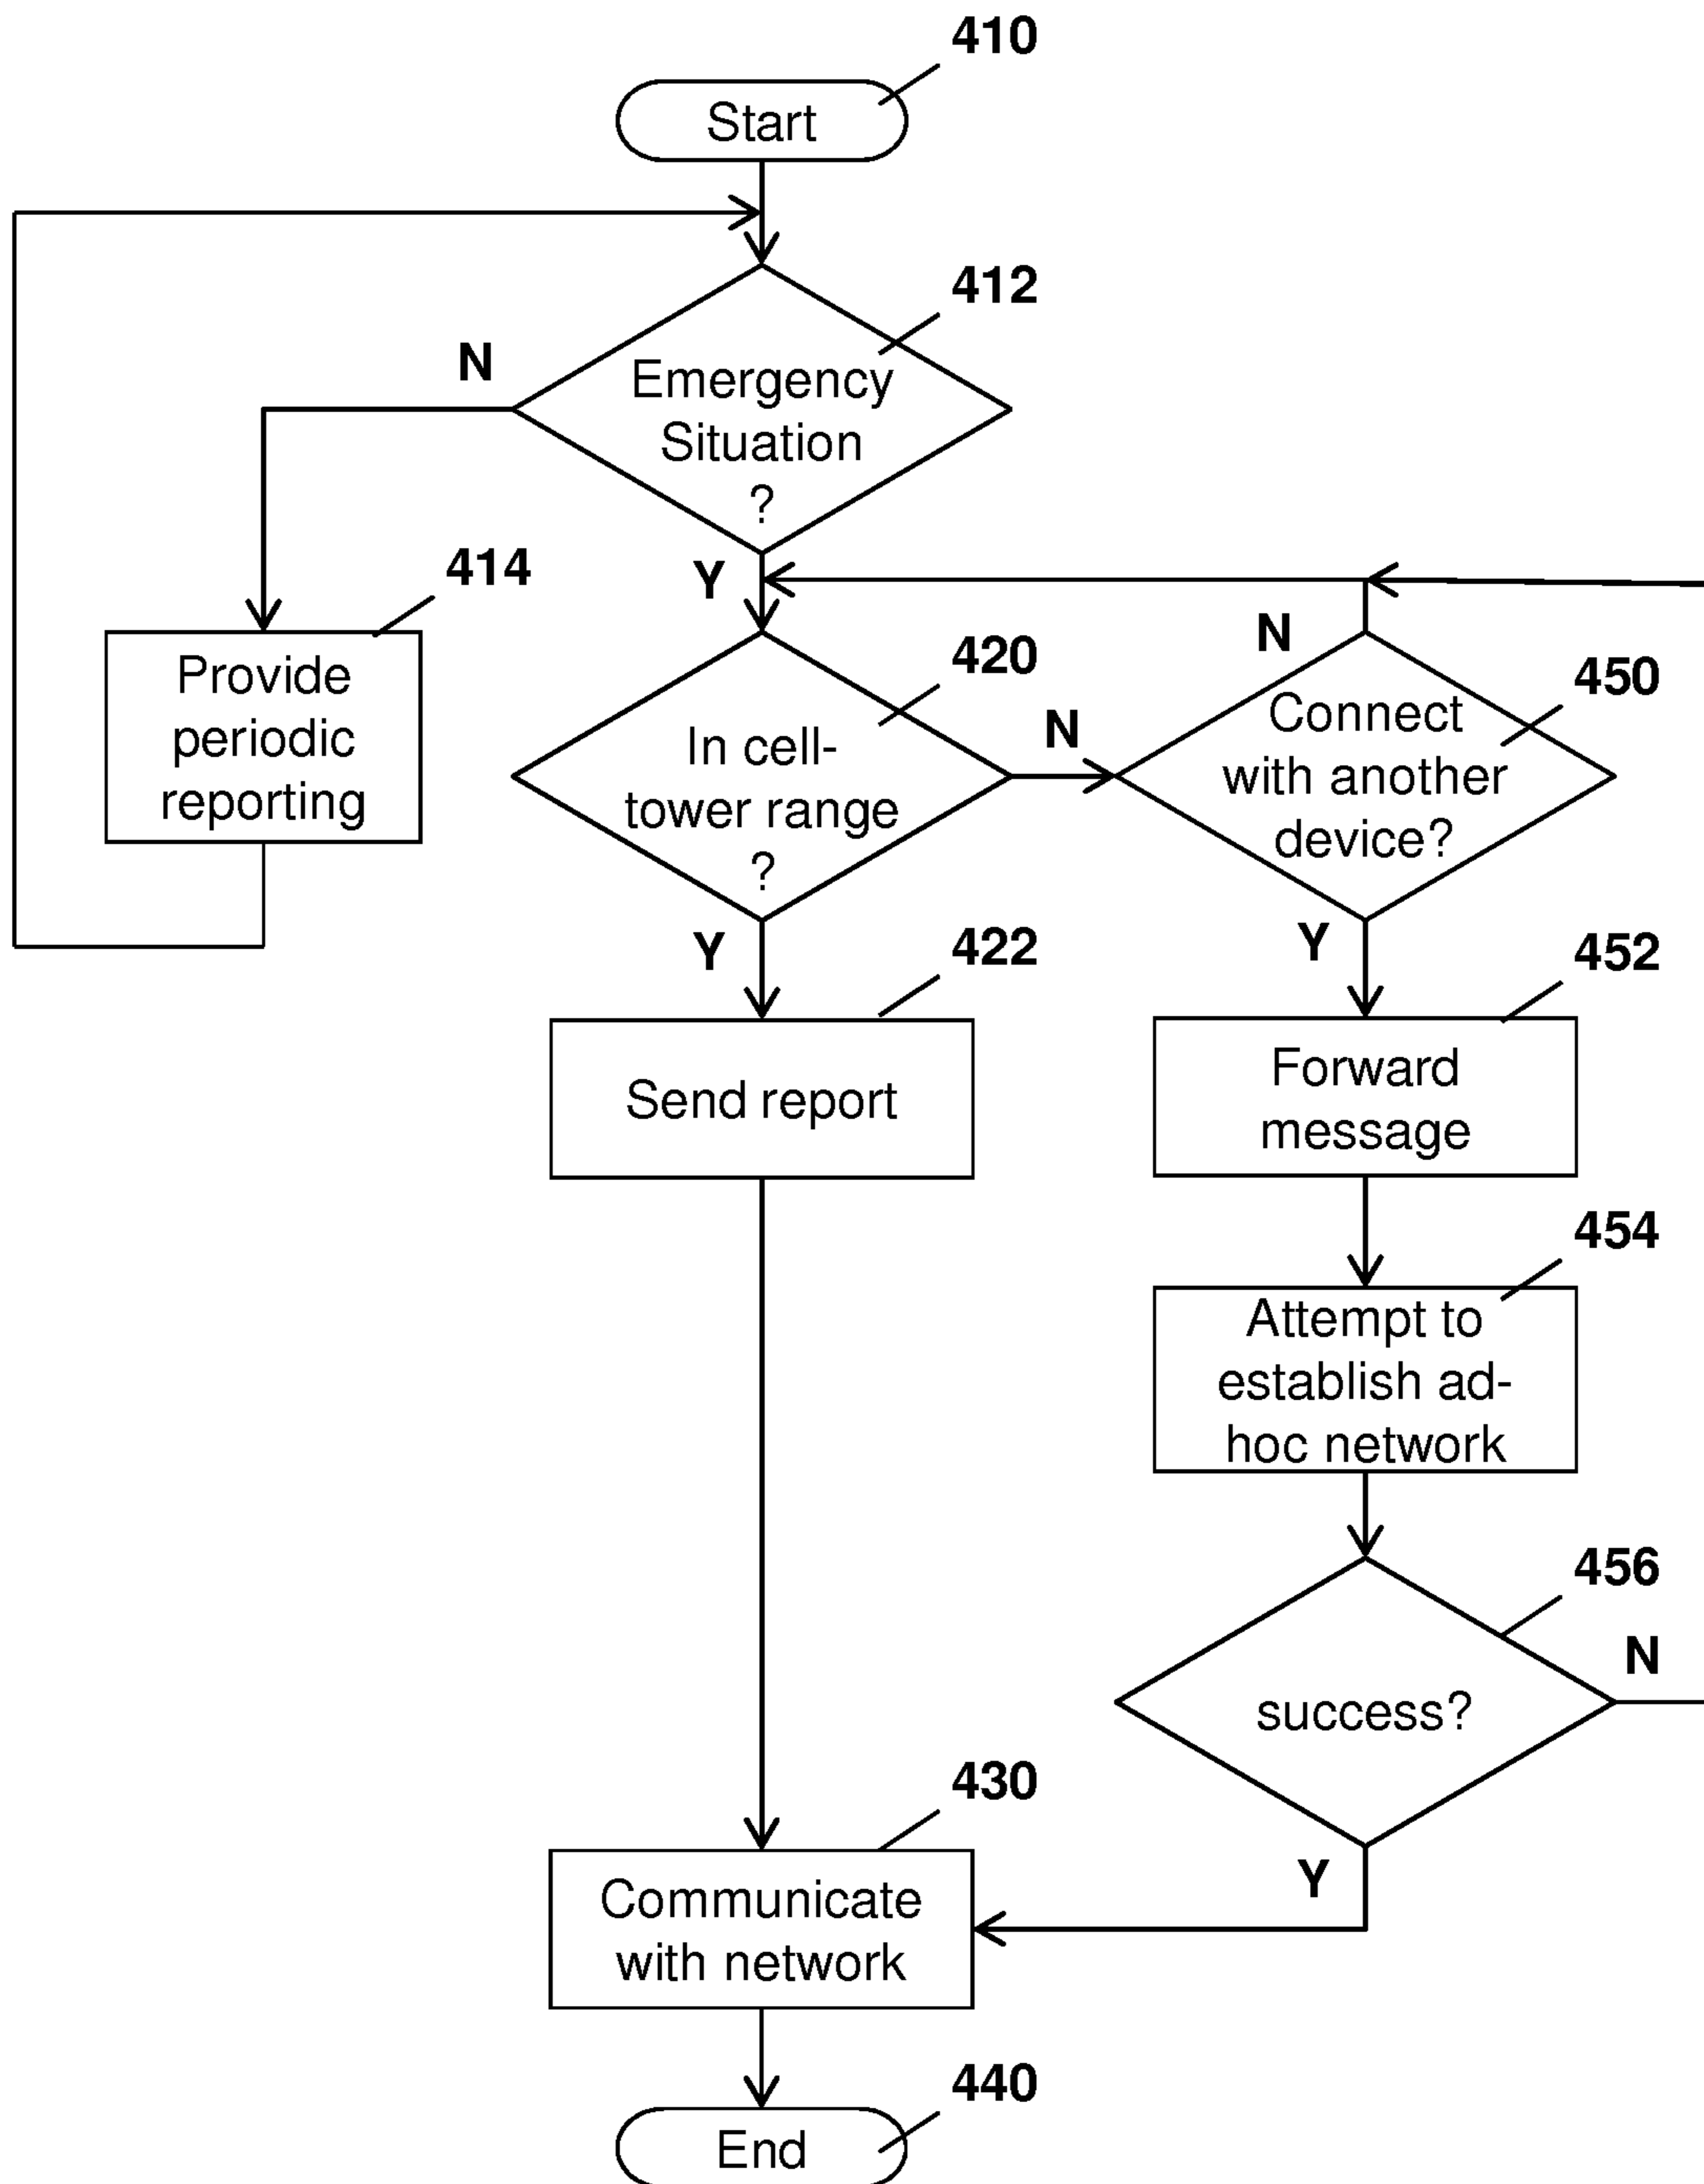 410
Start
412
N
Emergency
Situation
?
Y
414
Provide
periodic
reporting
420
In cell-
tower range
?
N
N
450
Connect
with another
device?
Y
422
Send report
Y
452
Forward
message
454
Attempt to
establish ad-
hoc network
456
success?
N
Y
430
Communicate
with network
440
End